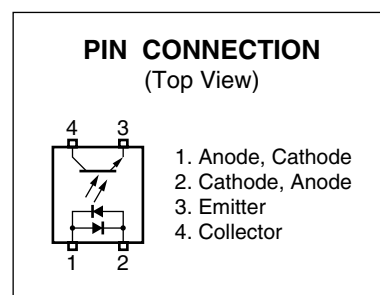 PIN CONNECTION
(Top View)
4 3
1. Anode, Cathode
2. Cathode, Anode
3. Emitter
4. Collector
1 2